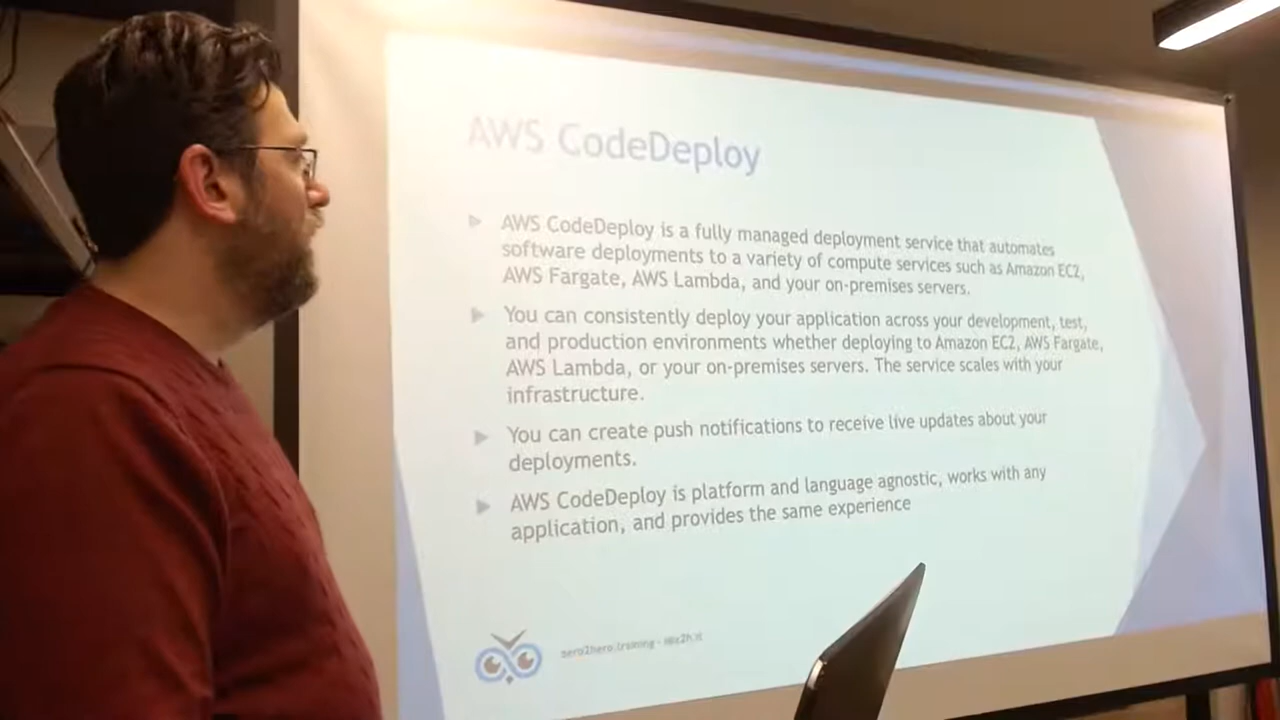 AWS CodeDeploy
AWS CodeDeploy is a fully managed deployment service that automates
software deployments to a variety of compute services such as Amazon EC2,
AWS Fargate, AWS Lambda, and your on-premises servers.
You can consistently deploy your application across your development, test,
and production environments whether deploying to Amazon EC2, AWS Fargate,
AWS Lambda, or your on-premises servers. The service scales with your
infrastructure.
You can create push notifications to receive live updates about your
deployments.
AWS CodeDeploy is platform and language agnostic, works with any
application, and provides the same experience
zero2hero.training -